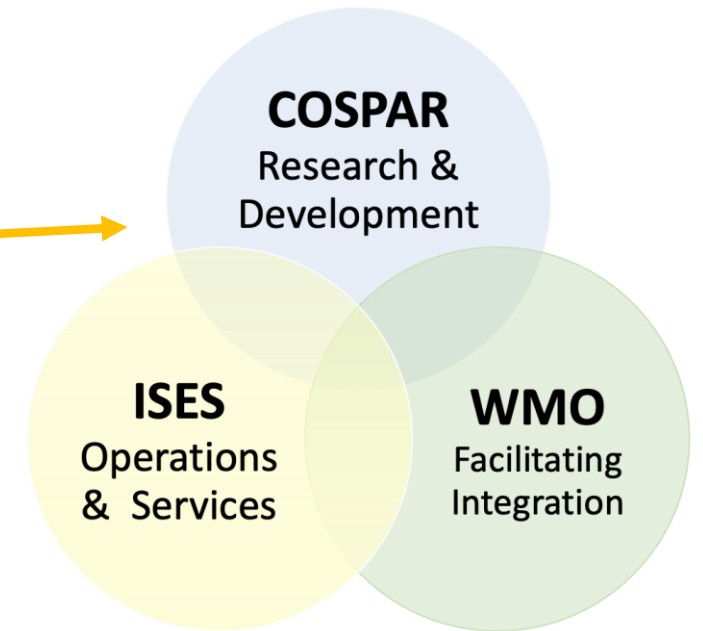 COSPAR
Research &
Development
ISES
Operations
& Services
WMO
Facilitating
Integration